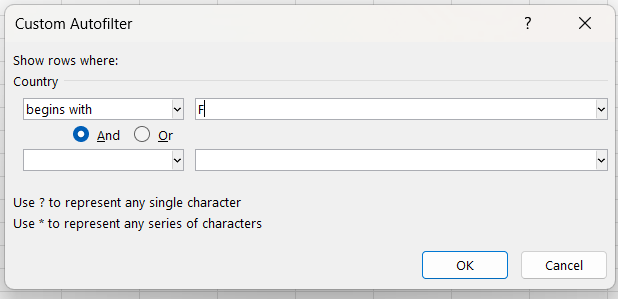 Custom Autofilter ?
Show rows where:
Country
begins with F
And Or
Use ? to represent any single character
Use * to represent any series of characters
OK Cancel